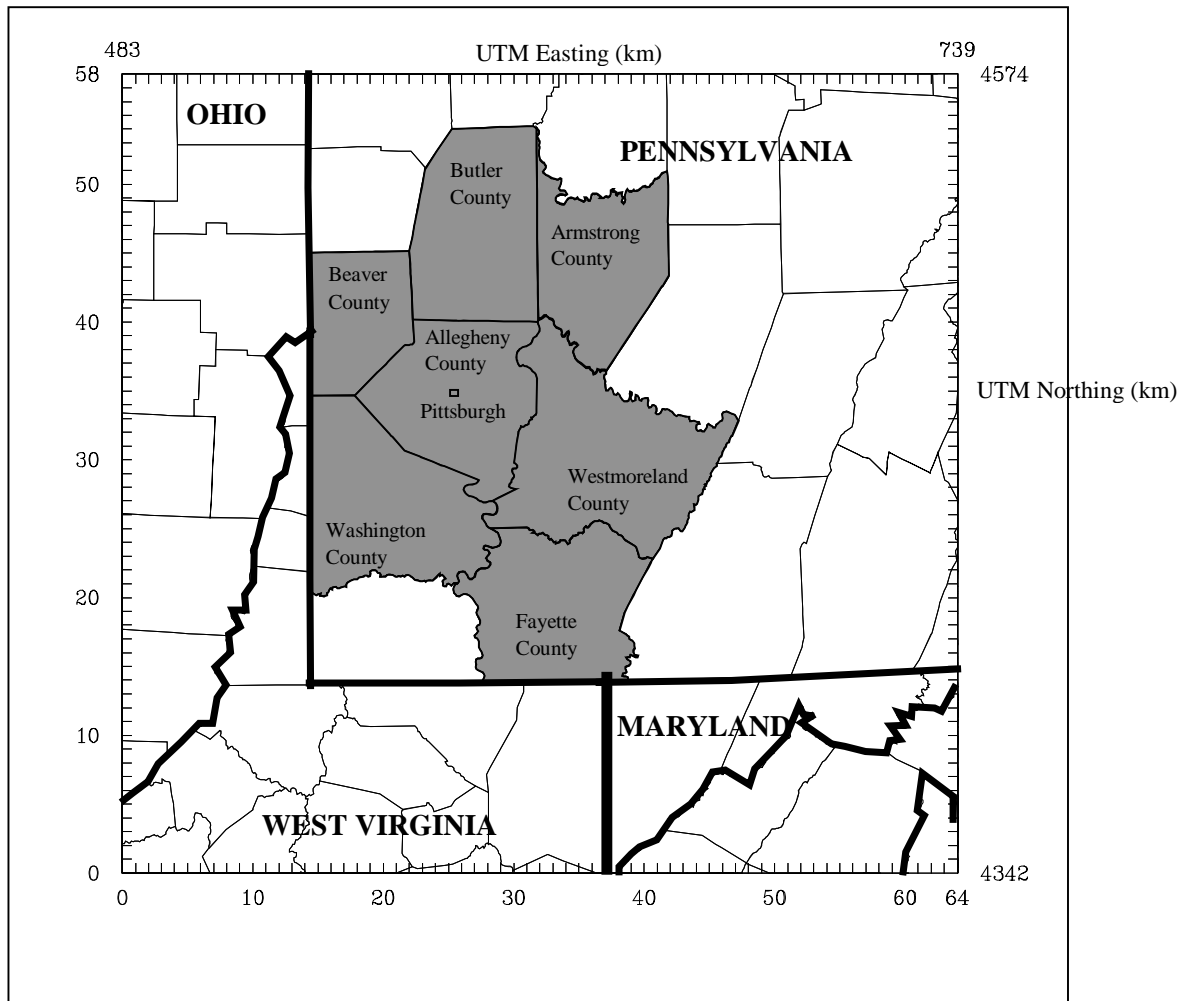 483 UTM Easting (km) 739
58 4574
OHIO
PENNSYLVANIA
Butler
County
50
Armstrong
County
Beaver
County
40
Allegheny
County
UTM Northing (km)
Pittsburgh
30
Westmoreland
County
Washington
County
20
Fayette
County
MARYLAND
10
WEST VIRGINIA
0 4342
0 10 20 30 40 50 60 64